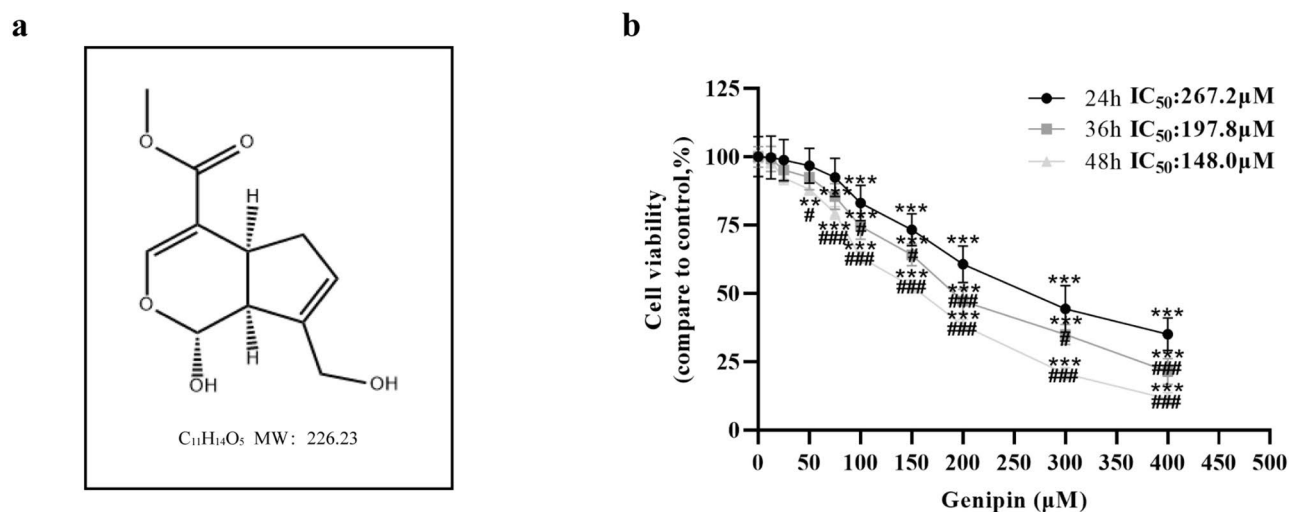 a
b
O
O
H
O
H
OH
OH
C₁₁H₁₄O₅ MW: 226.23
125
100
75
50
25
0
Cell viability
(compare to control,%)
24h IC₅₀:267.2μM
36h IC₅₀:197.8μM
48h IC₅₀:148.0μM
***
***
***
***
***
***
***
#
***
#
***
###
***
#
***
###
**
#
***
###
***
###
***
###
***
###
***
###
***
###
0 50 100 150 200 250 300 350 400 450 500
Genipin (μM)